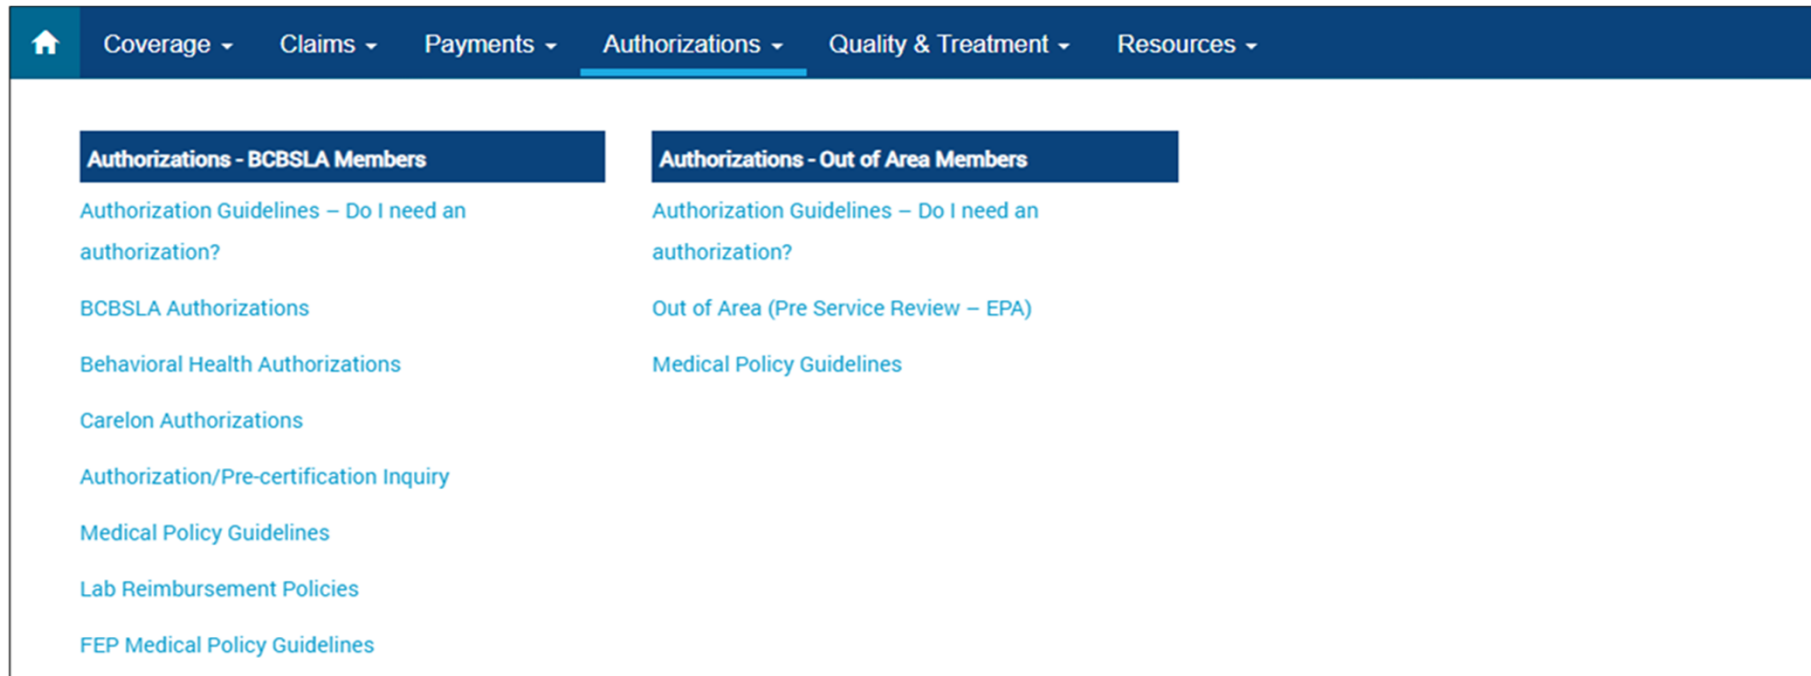 Coverage Claims Payments Authorizations Quality & Treatment Resources
Authorizations - BCBSLA Members
Authorization Guidelines – Do I need an
authorization?
BCBSLA Authorizations
Behavioral Health Authorizations
Carelon Authorizations
Authorization/Pre-certification Inquiry
Medical Policy Guidelines
Lab Reimbursement Policies
FEP Medical Policy Guidelines
Authorizations - Out of Area Members
Authorization Guidelines – Do I need an
authorization?
Out of Area (Pre Service Review – EPA)
Medical Policy Guidelines